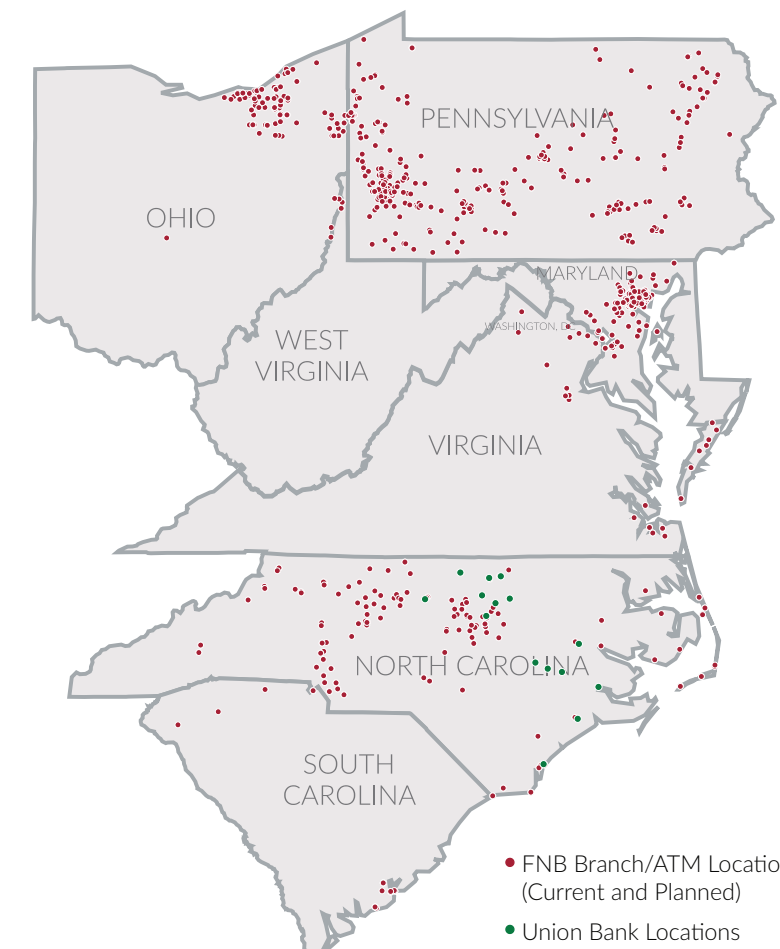 PENNSYLVANIA
OHIO
MARYLAND
WASHINGTON, D
WEST
VIRGINIA
VIRGINIA
NORTH CAROLINA
SOUTH
CAROLINA
FNB Branch/ATM Locatio
(Current and Planned)
Union Bank Locations